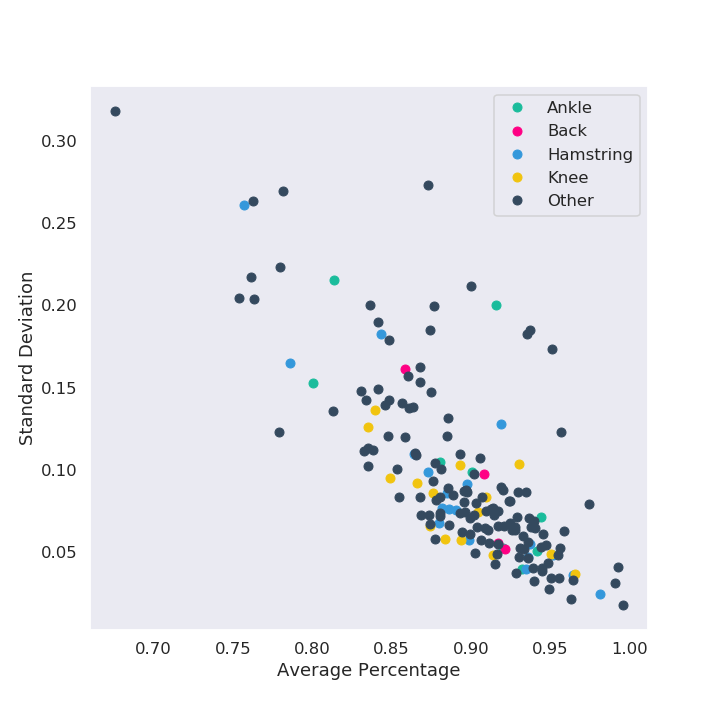 Ankle
Back
Hamstring
Knee
Other
0.30
0.25
0.20
0.15
0.10
0.05
Standard Deviation
0.70 0.75 0.80 0.85 0.90 0.95 1.00
Average Percentage